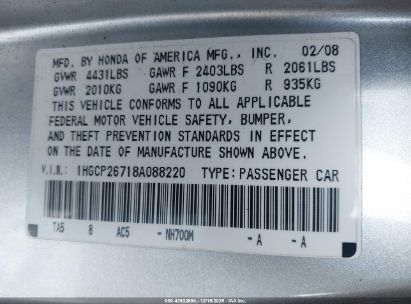 MFD. BY HONDA OF AMERICA MFG., INC. 02/08
GVWR 4431LBS GAWR F 2403LBS R 2061LBS
GVWR 2010KG GAWR F 1090KG R 935KG
THIS VEHICLE CONFORMS TO ALL APPLICABLE
FEDERAL MOTOR VEHICLE SAFETY, BUMPER,
AND THEFT PREVENTION STANDARDS IN EFFECT
ON THE DATE OF MANUFACTURE SHOWN ABOVE.
V.I.N.: 1HGCP26718A088220 TYPE: PASSENGER CAR
TA5 8 AC5 - NH700M -A -A